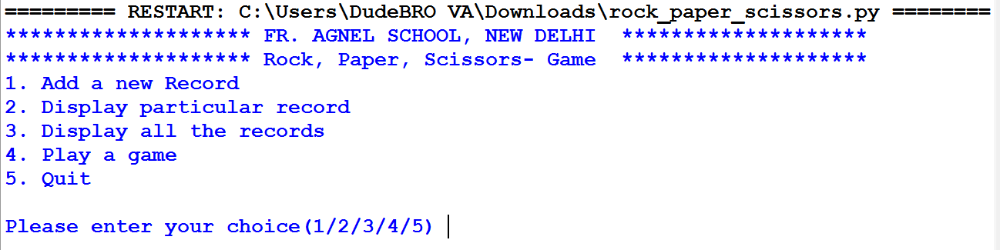 ========= RESTART: C:\Users\DudeBRO VA\Downloads\rock_paper_scissors.py ========
******************** FR. AGNEL SCHOOL, NEW DELHI  ********************
******************** Rock, Paper, Scissors- Game  ********************
1. Add a new Record
2. Display particular record
3. Display all the records
4. Play a game
5. Quit
Please enter your choice(1/2/3/4/5)